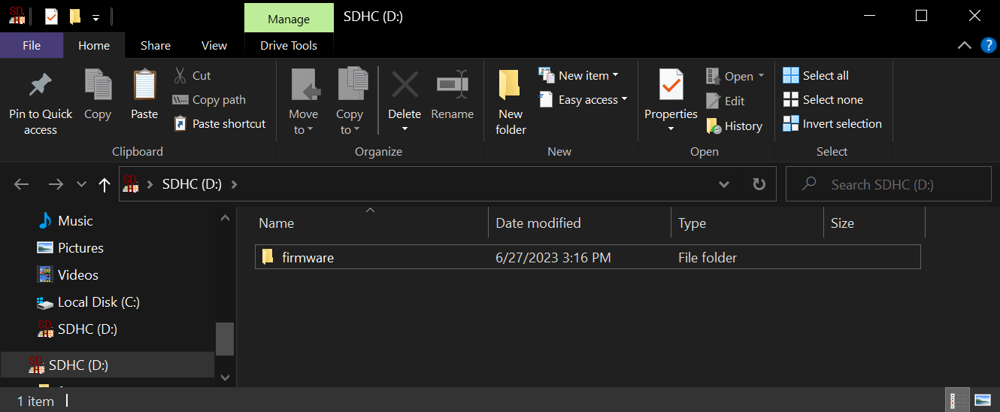 Manage
SDHC (D:)
File
Home
Share
View
Drive Tools
Pin to Quick
access
Copy
Paste
Cut
Copy path
Paste shortcut
Clipboard
Move
to
Copy
to
Delete
Rename
Organize
New
folder
New item
Easy access
New
Properties
Open
Edit
History
Open
Select all
Select none
Invert selection
Select
SD
SDHC (D:)
Search SDHC (D:)
Music
Pictures
Videos
Local Disk (C:)
SDHC (D:)
SDHC (D:)
Name Date modified Type Size
firmware 6/27/2023 3:16 PM File folder
1 item